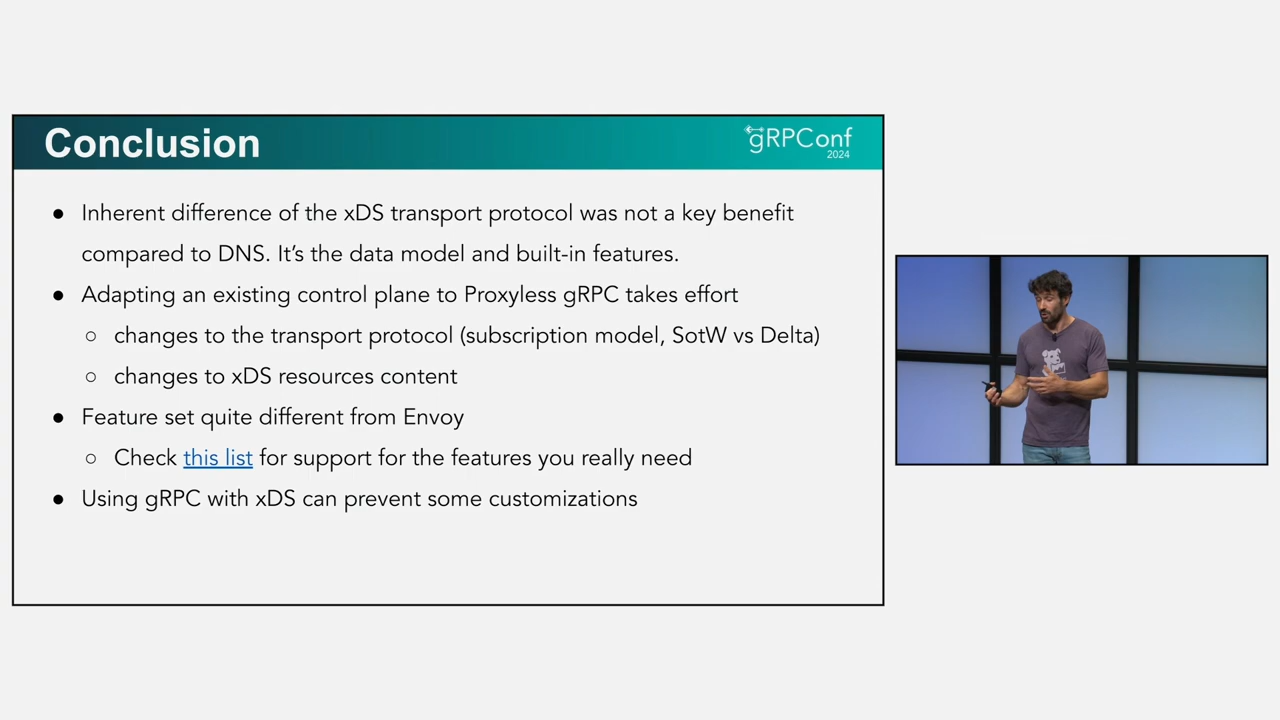 Conclusion
gRPConf
2024
● Inherent difference of the xDS transport protocol was not a key benefit
compared to DNS. It’s the data model and built-in features.
● Adapting an existing control plane to Proxyless gRPC takes effort
○ changes to the transport protocol (subscription model, SotW vs Delta)
○ changes to xDS resources content
● Feature set quite different from Envoy
○ Check this list for support for the features you really need
● Using gRPC with xDS can prevent some customizations